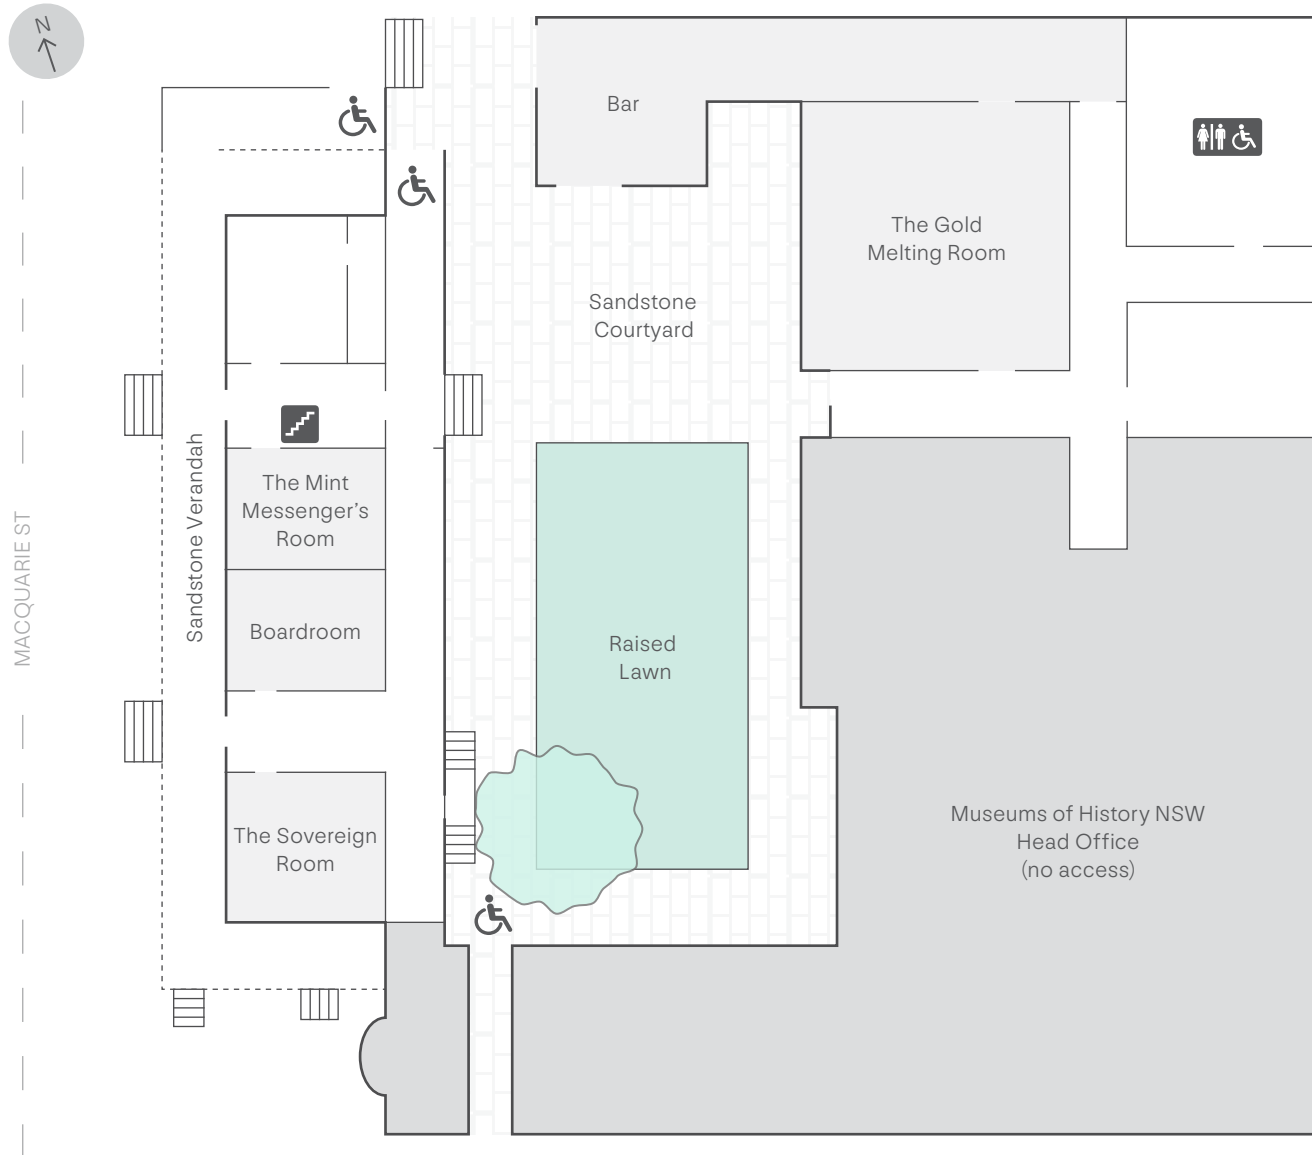 N
Bar
The Gold
Melting Room
Sandstone
Courtyard
The Mint
Messenger’s
Room
Sandstone Verandah
MACQUARIE ST
Boardroom
Raised
Lawn
The Sovereign
Room
Museums of History NSW
Head Office
(no access)